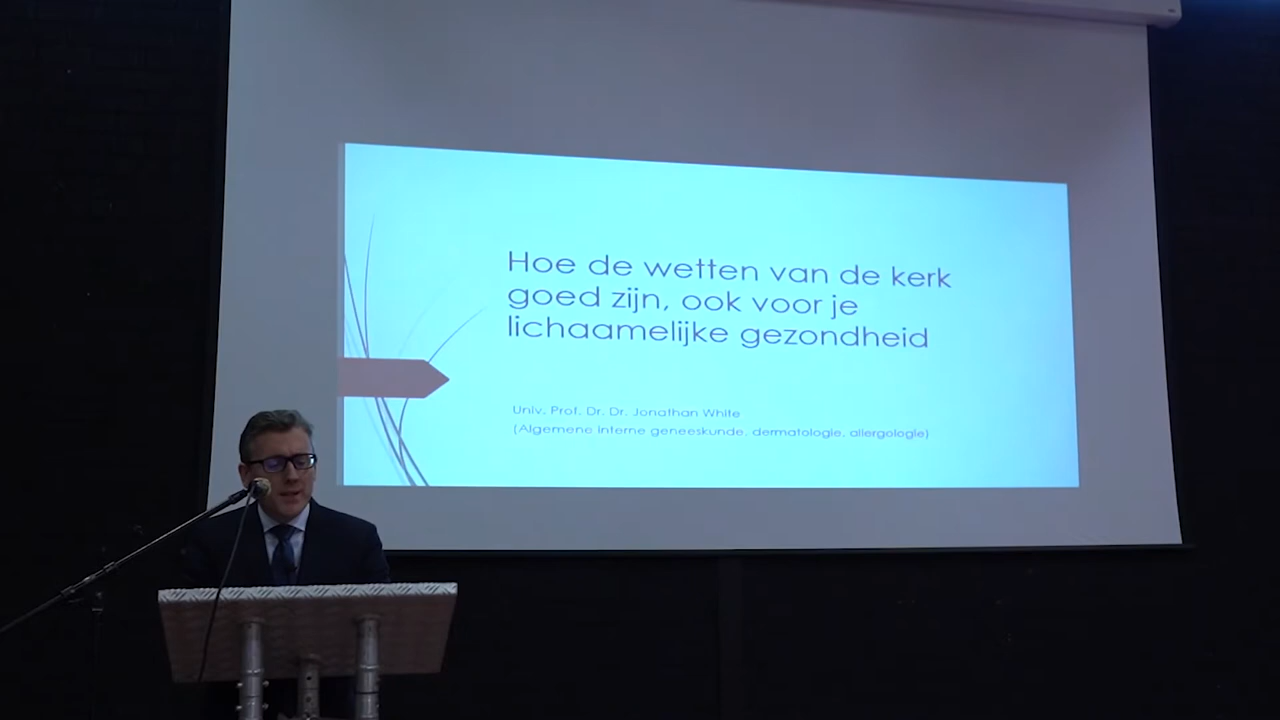 Hoe de wetten van de kerk
goed zijn, ook voor je
lichaamelijke gezondheid
Univ. Prof. Dr. Dr. Jonathan White
(Algemene interne geneeskunde, dermatologie, allergologie)